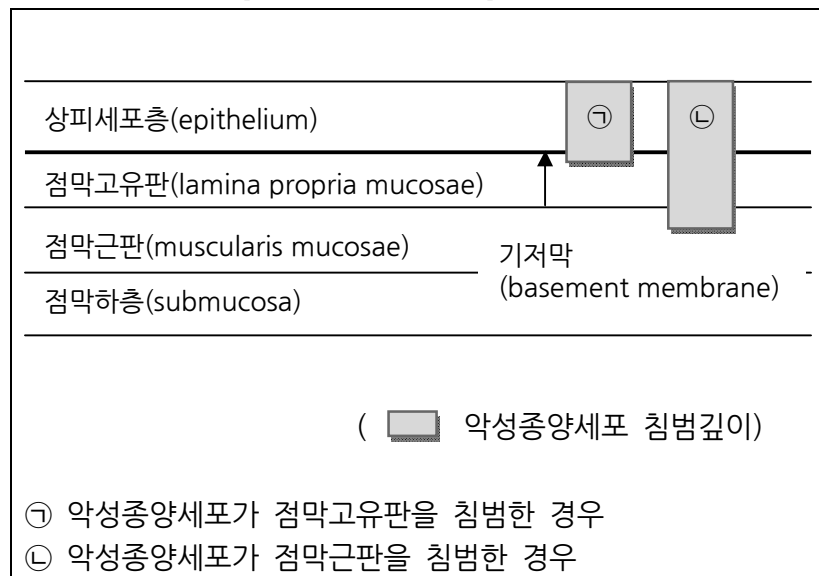 상피세포층(epithelium)
㉠
㉡
점막고유판(lamina propria mucosae)
점막근판(muscularis mucosae)
기저막
(basement membrane)
점막하층(submucosa)
( 악성종양세포 침범깊이)
㉠ 악성종양세포가 점막고유판을 침범한 경우
㉡ 악성종양세포가 점막근판을 침범한 경우